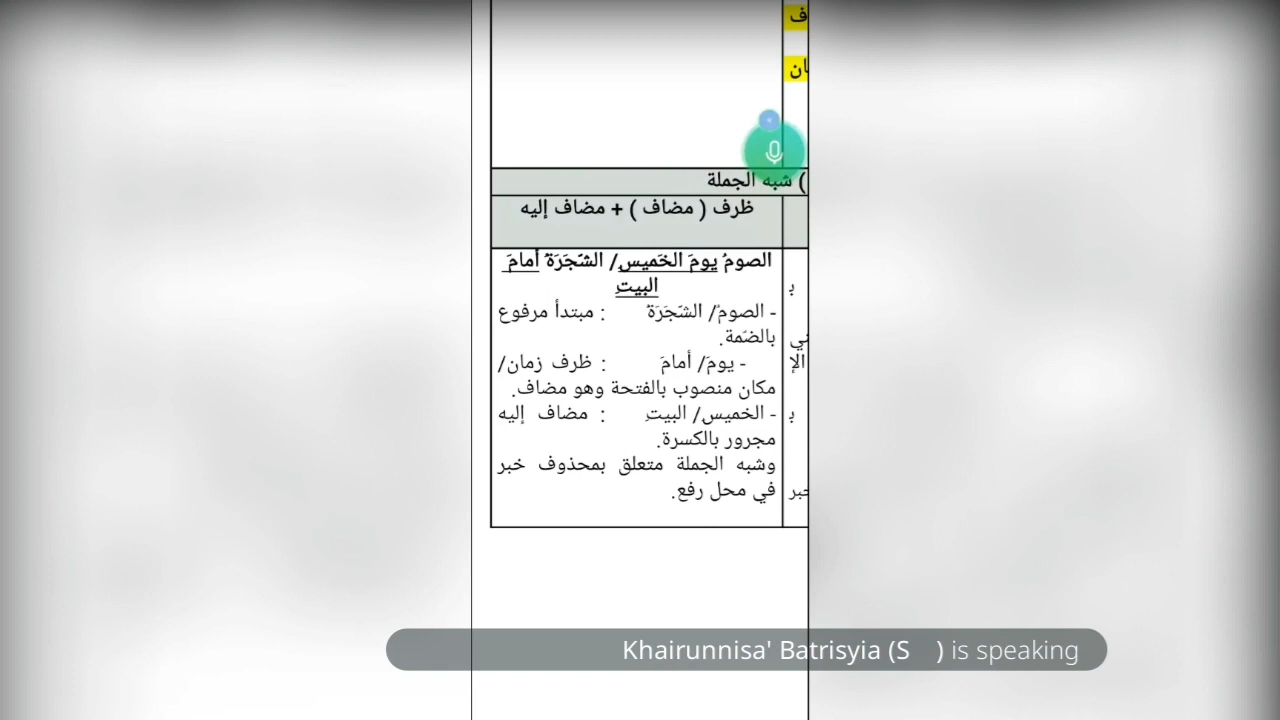 ف
ان
) شبه الجملة
ظرف ( مضاف ) + مضاف إليه
الصومُ يومَ الخَميسِ/ الشّجَرَةُ أمامَ
البيتِ
- الصومُ/ الشّجَرَةُ : مبتدأ مرفوع
بالضّمة.
- يومَ/ أمامَ : ظرف زمان/
مكان منصوب بالفتحة وهو مضاف.
- الخميسِ/ البيتِ : مضاف إليه
مجرور بالكسرة.
وشبه الجملة متعلق بمحذوف خبر
في محل رفع.
الإ
Khairunnisa' Batrisyia (S ) is speaking